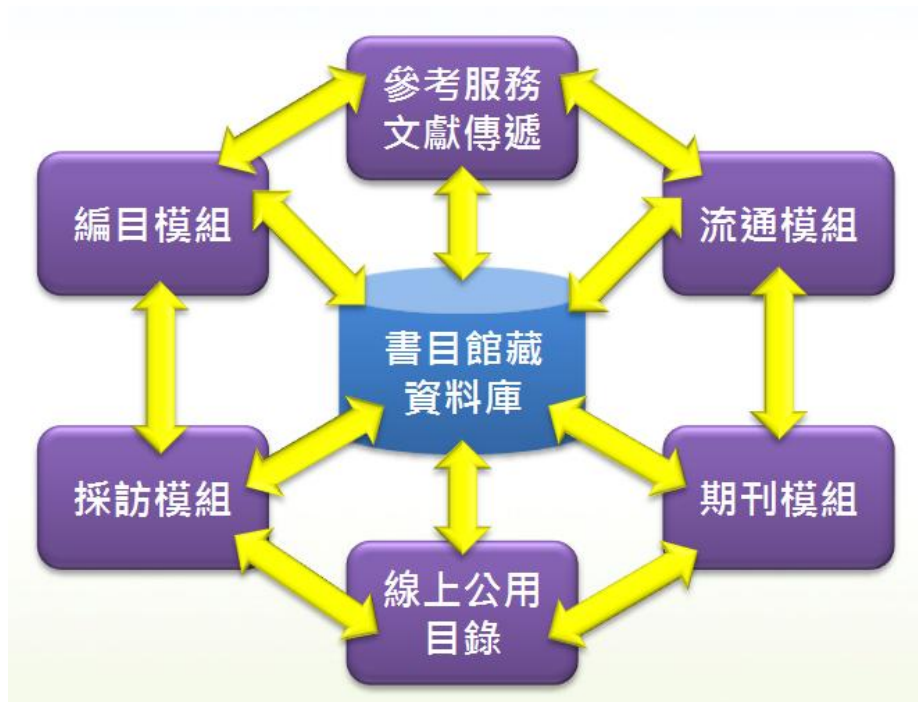 參考服務
文獻傳遞
編目模組
流通模組
書目館藏
資料庫
採訪模組
期刊模組
線上公用
目錄